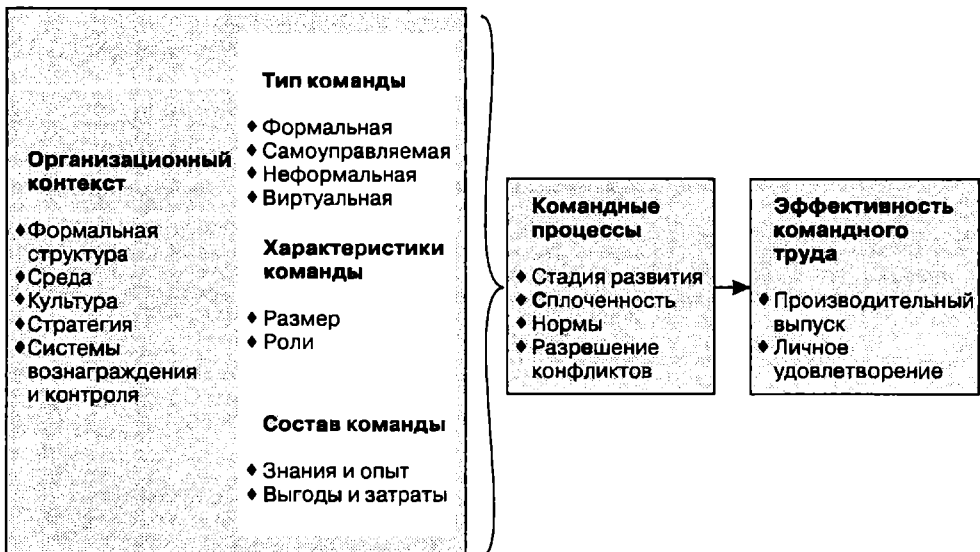 Организационный
контекст
♦Формальная
структура
♦Среда
♦Культура
♦Стратегия
♦Системы
вознаграждения
и контроля
Тип команды
♦ Формальная
♦ Самоуправляемая
♦ Неформальная
♦ Виртуальная
Характеристики
команды
♦ Размер
♦ Роли
Состав команды
♦ Знания и опыт
♦ Выгоды и затраты
Командные
процессы
♦ Стадия развития
♦ Сплоченность
♦ Нормы
♦ Разрешение
конфликтов
Эффективность
командного
труда
♦ Производительный
выпуск
♦ Личное
удовлетворение